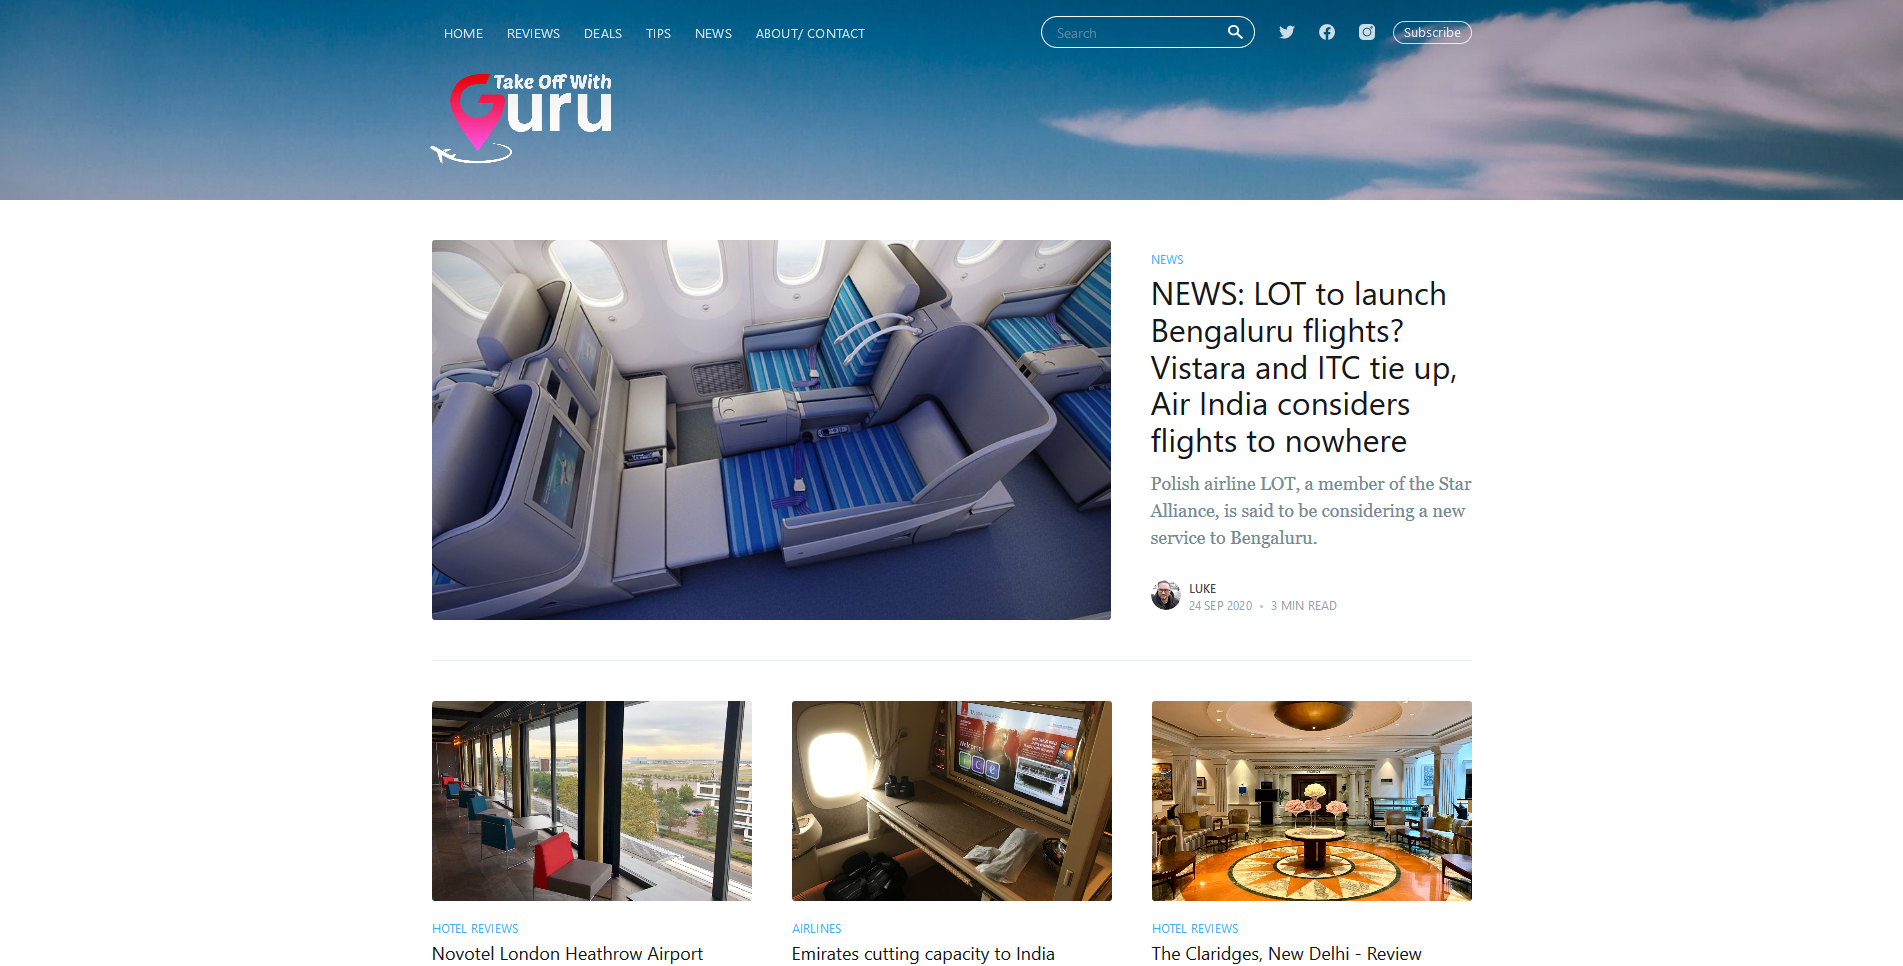 HOME REVIEWS DEALS TIPS NEWS ABOUT/ CONTACT Search Subscribe
Take Off With
Guru
NEWS
NEWS: LOT to launch
Bengaluru flights?
Vistara and ITC tie up,
Air India considers
flights to nowhere
Polish airline LOT, a member of the Star
Alliance, is said to be considering a new
service to Bengaluru.
LUKE
24 SEP 2020 • 3 MIN READ
Welcome!
ice
HOTEL REVIEWS
Novotel London Heathrow Airport
AIRLINES
Emirates cutting capacity to India
HOTEL REVIEWS
The Claridges, New Delhi - Review